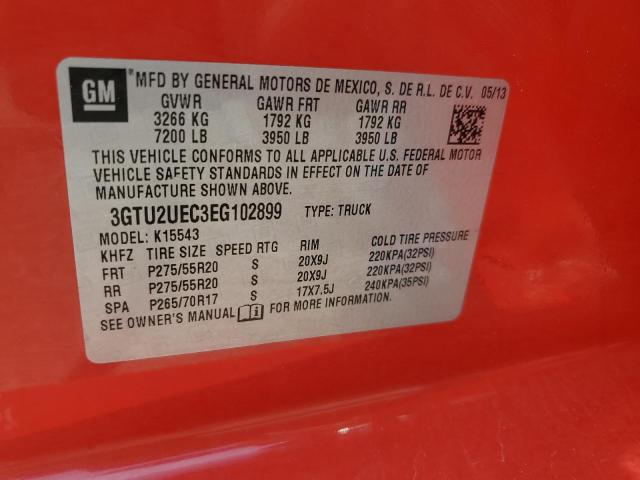 GM *MFD BY GENERAL MOTORS DE MEXICO, S. DE R.L. DE C.V. 05/13
GVWR GAWR FRT GAWR RR
3266 KG 1792 KG 1792 KG
7200 LB 3950 LB 3950 LB
THIS VEHICLE CONFORMS TO ALL APPLICABLE U.S. FEDERAL MOTOR
VEHICLE SAFETY STANDARDS IN EFFECT ON THE DATE OF
MANUFACTURE SHOWN ABOVE.
3GTU2UEC3EG102899 TYPE: TRUCK
MODEL: K15543
KHFZ TIRE SIZE SPEED RTG RIM COLD TIRE PRESSURE
FRT P275/55R20 S 20X9J 220KPA(32PSI)
RR P275/55R20 S 20X9J 220KPA(32PSI)
SPA P265/70R17 S 17X7.5J 240KPA(35PSI)
SEE OWNER'S MANUAL FOR MORE INFORMATION.